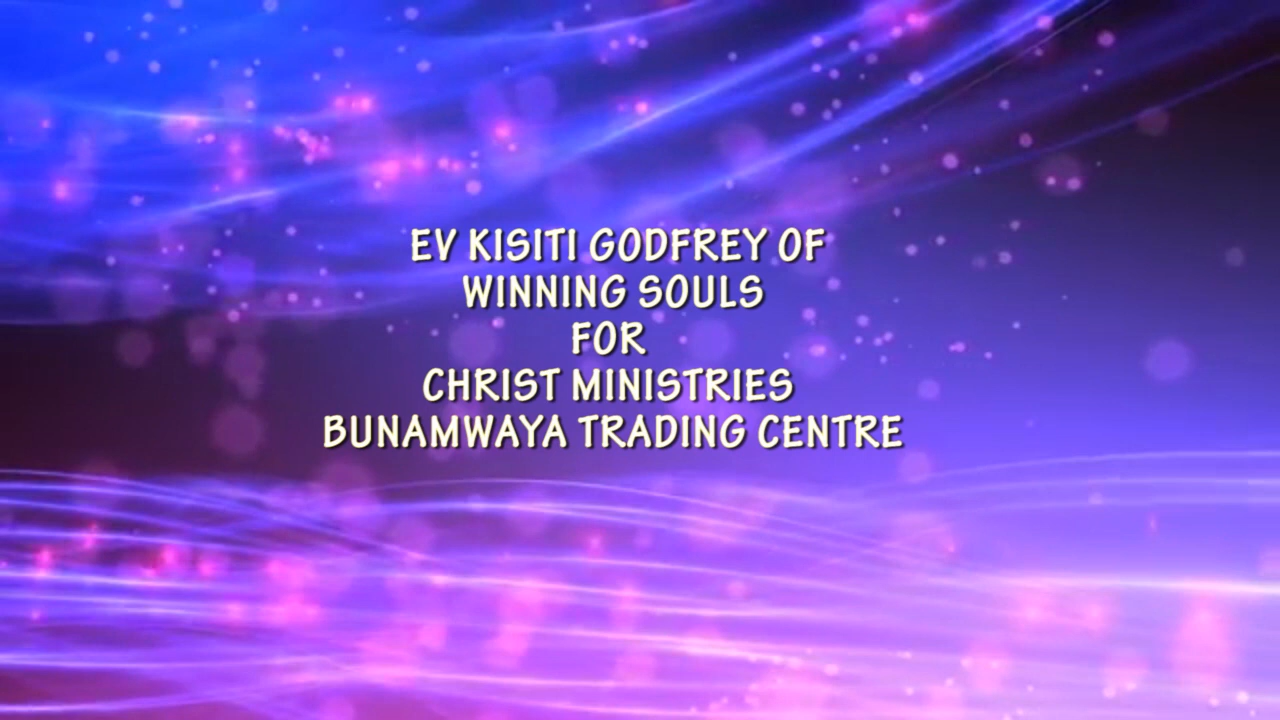 EV KISITI GODFREY OF
WINNING SOULS
FOR
CHRIST MINISTRIES
BUNAMWAYA TRADING CENTRE